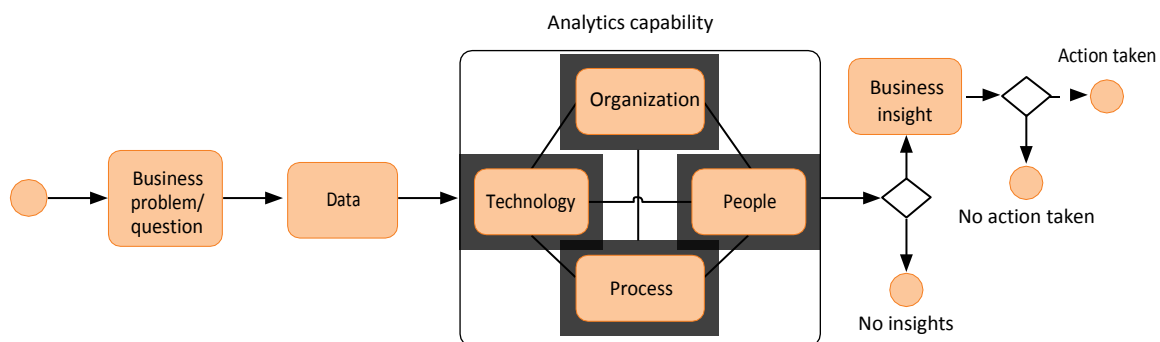 Analytics capability
Action taken
Organization
Business
insight
Business
problem/
question
Data
Technology
People
No action taken
Process
No insights